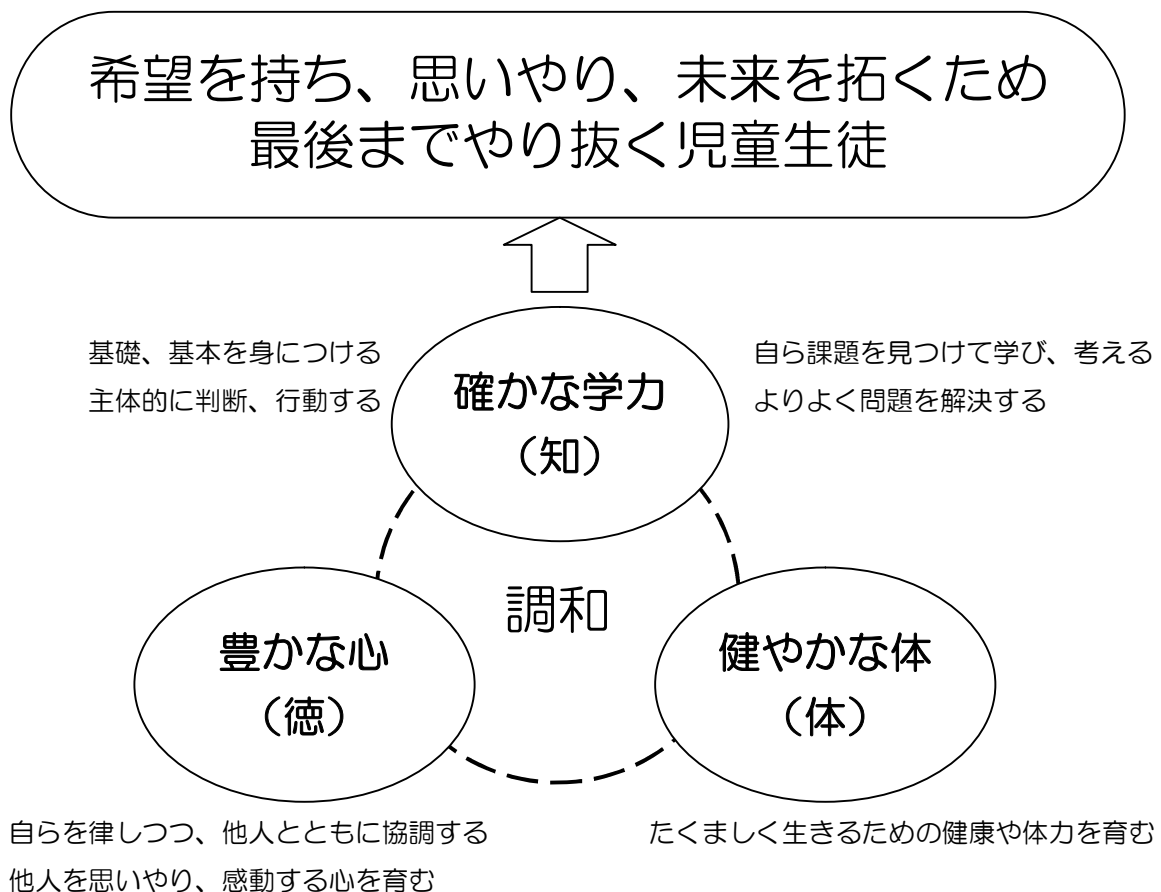 希望を持ち、思いやり、未来を拓くため
最後までやり抜く児童生徒
基礎、基本を身につける
主体的に判断、行動する
確かな学力
（知）
自ら課題を見つけて学び、考える
よりよく問題を解決する
調和
豊かな心
（徳）
健やかな体
（体）
自らを律しつつ、他人とともに協調する
他人を思いやり、感動する心を育む
たくましく生きるための健康や体力を育む